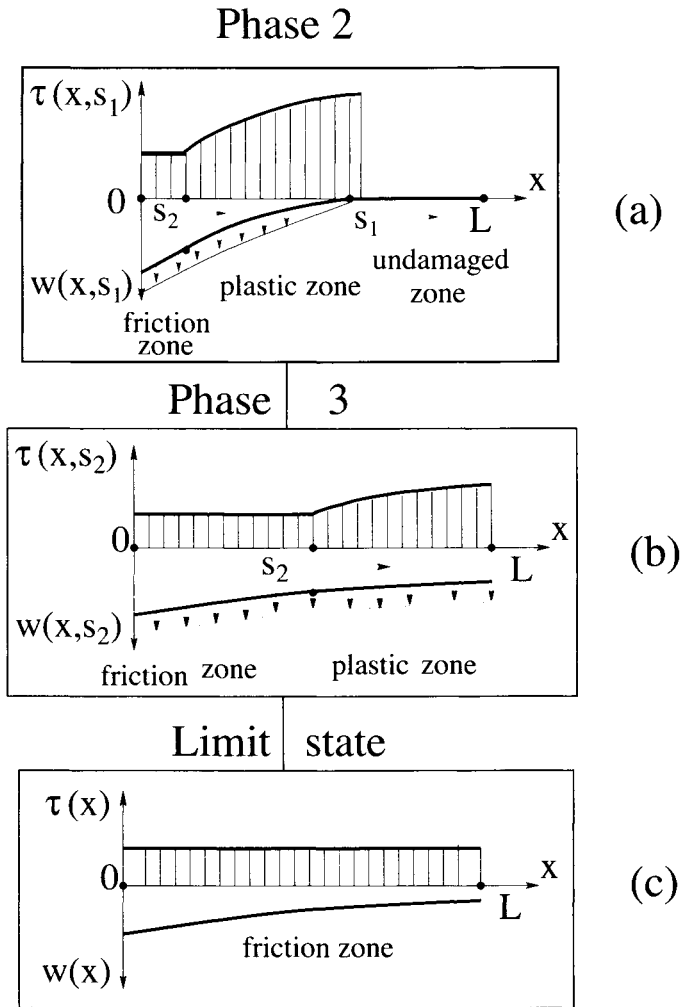 Phase 2
τ(x,s₁)
0
s₂
s₁
L
x
(a)
w(x,s₁)
plastic zone
undamaged
zone
friction
zone
Phase 3
τ(x,s₂)
0
s₂
L
x
(b)
w(x,s₂)
friction zone
plastic zone
Limit state
τ(x)
0
L
x
(c)
friction zone
w(x)